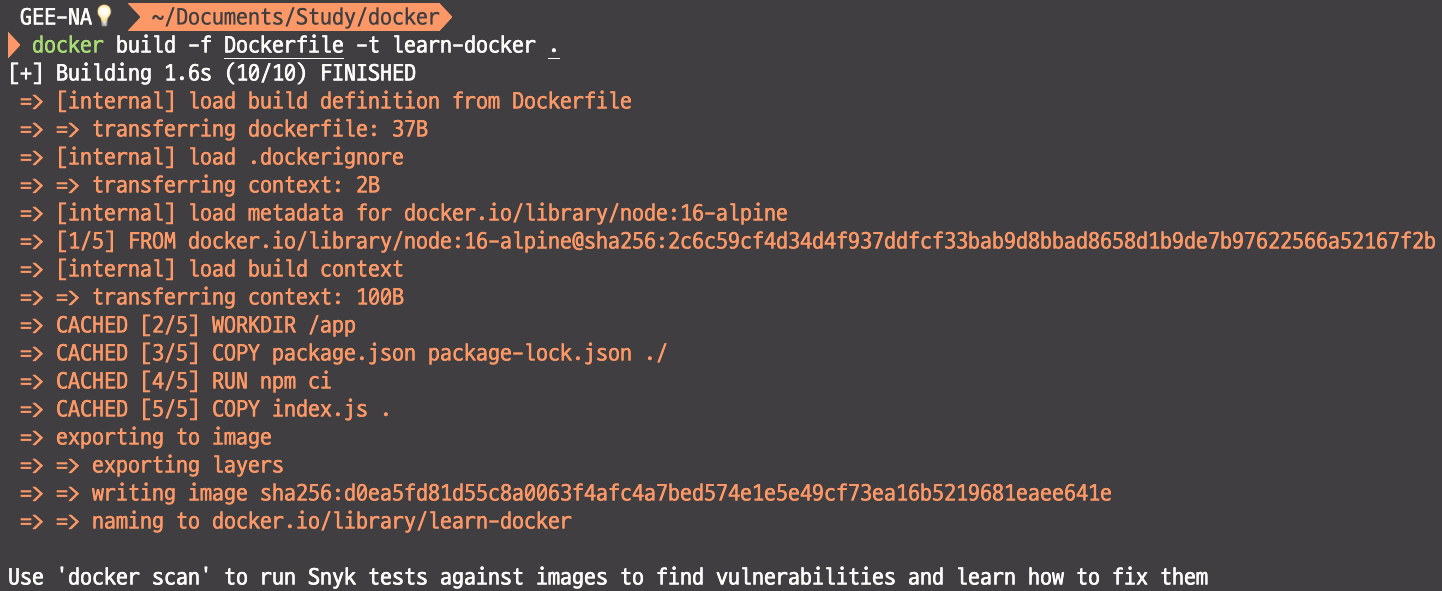 GEE-NA💡 ~/Documents/Study/docker
docker build -f Dockerfile -t learn-docker .
[+] Building 1.6s (10/10) FINISHED
=> [internal] load build definition from Dockerfile
=> => transferring dockerfile: 37B
=> [internal] load .dockerignore
=> => transferring context: 2B
=> [internal] load metadata for docker.io/library/node:16-alpine
=> [1/5] FROM docker.io/library/node:16-alpine@sha256:2c6c59cf4d34d4f937ddfcf33bab9d8bbad8658d1b9de7b97622566a52167f2b
=> [internal] load build context
=> => transferring context: 100B
=> CACHED [2/5] WORKDIR /app
=> CACHED [3/5] COPY package.json package-lock.json ./
=> CACHED [4/5] RUN npm ci
=> CACHED [5/5] COPY index.js .
=> exporting to image
=> => exporting layers
=> => writing image sha256:d0ea5fd81d55c8a0063f4afc4a7bed574e1e5e49cf73ea16b5219681eaee641e
=> => naming to docker.io/library/learn-docker
Use 'docker scan' to run Snyk tests against images to find vulnerabilities and learn how to fix them